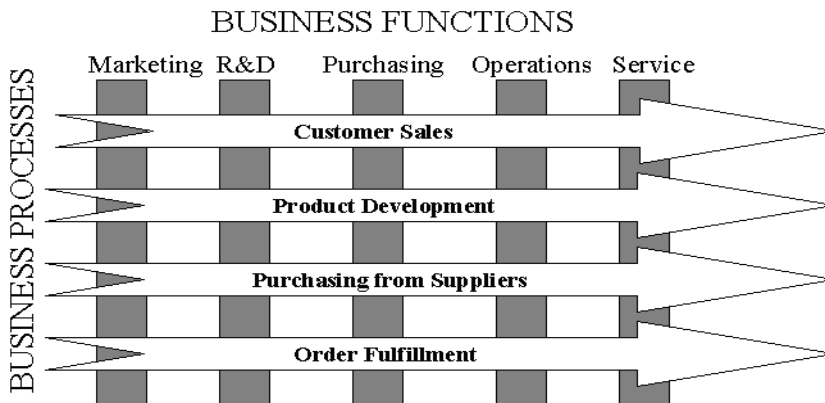 BUSINESS FUNCTIONS
Marketing R&D Purchasing Operations Service
BUSINESS PROCESSES
Customer Sales
Product Development
Purchasing from Suppliers
Order Fulfillment